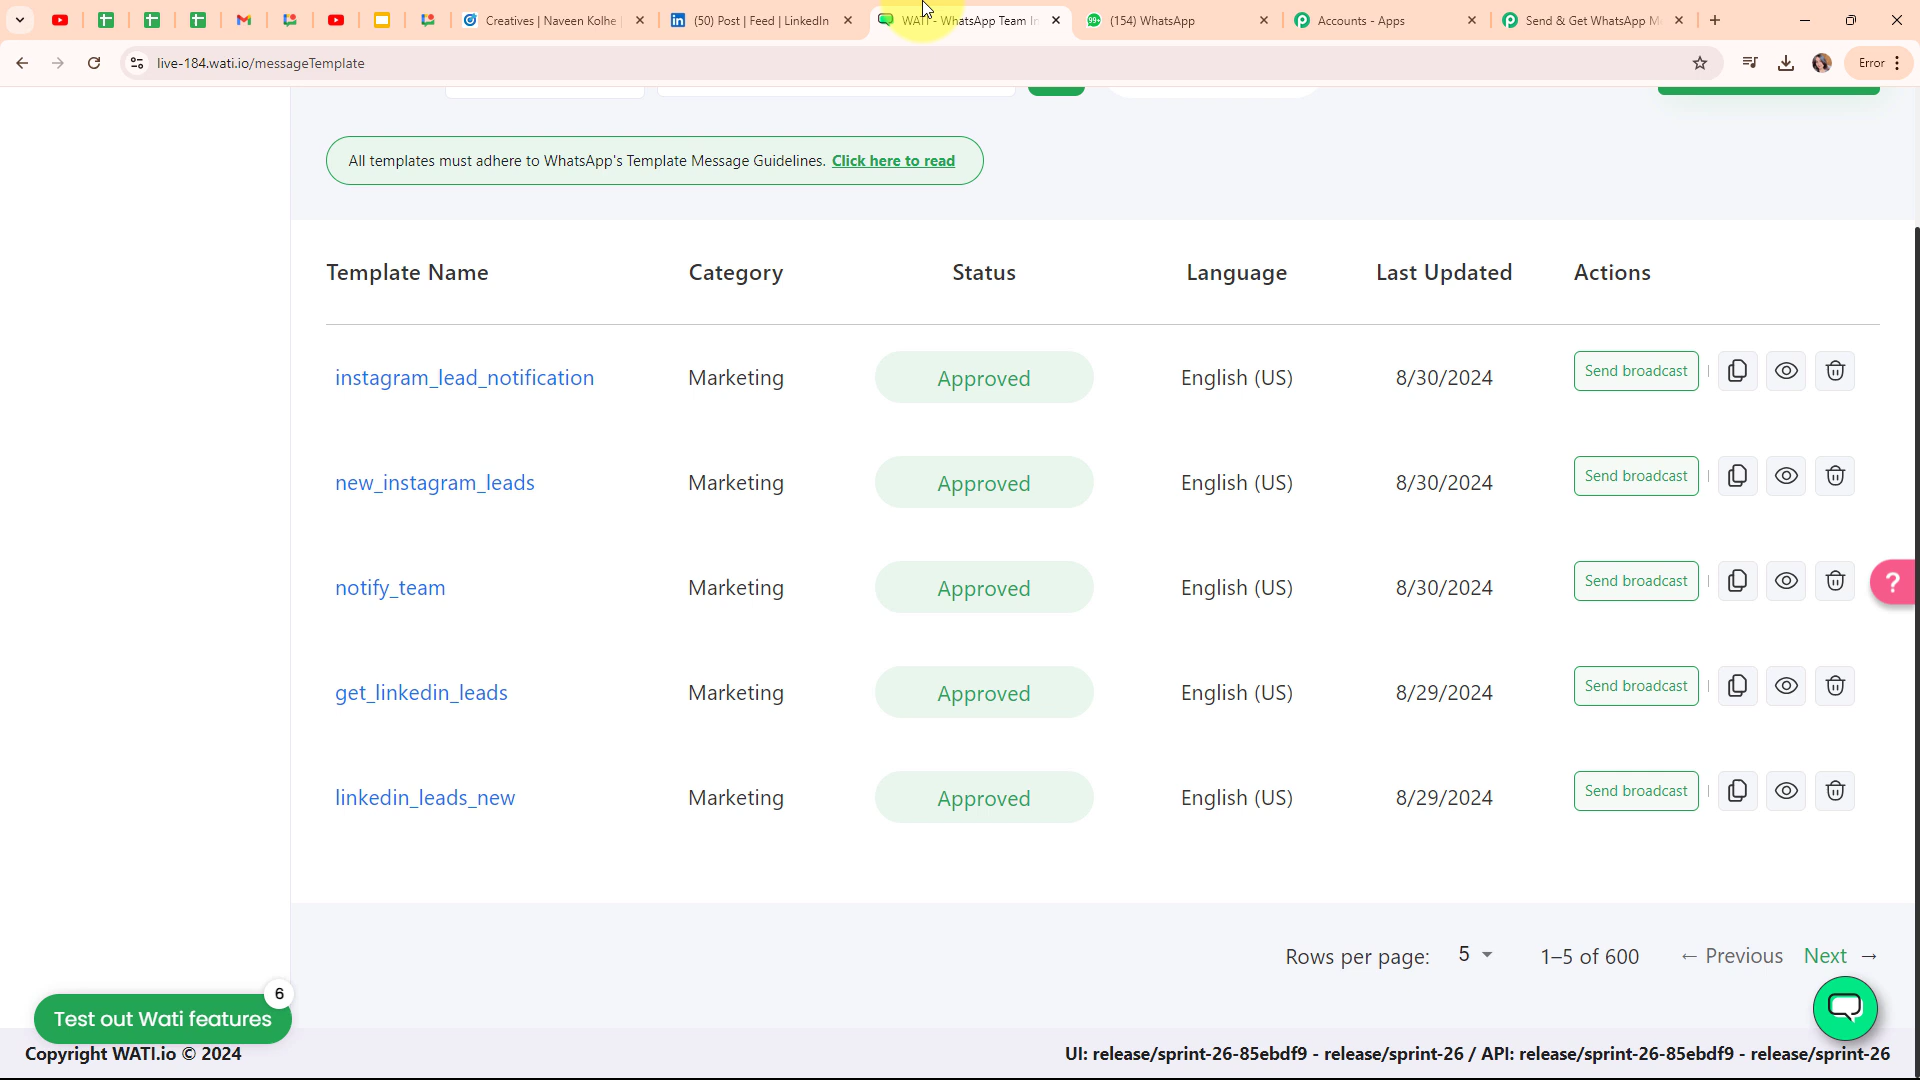 Creatives | Naveen Kolhe
(50) Post | Feed | LinkedIn
WATI - WhatsApp Team In
(154) WhatsApp
Accounts - Apps
Send & Get WhatsApp M
live-184.wati.io/messageTemplate
Error
All templates must adhere to WhatsApp's Template Message Guidelines. Click here to read
Template Name Category Status Language Last Updated Actions
instagram_lead_notification Marketing Approved English (US) 8/30/2024 Send broadcast
new_instagram_leads Marketing Approved English (US) 8/30/2024 Send broadcast
notify_team Marketing Approved English (US) 8/30/2024 Send broadcast
?
get_linkedin_leads Marketing Approved English (US) 8/29/2024 Send broadcast
linkedin_leads_new Marketing Approved English (US) 8/29/2024 Send broadcast
Rows per page: 5 1–5 of 600 ← Previous Next →
6
Test out Wati features
Copyright WATI.io © 2024
UI: release/sprint-26-85ebdf9 - release/sprint-26 / API: release/sprint-26-85ebdf9 - release/sprint-26